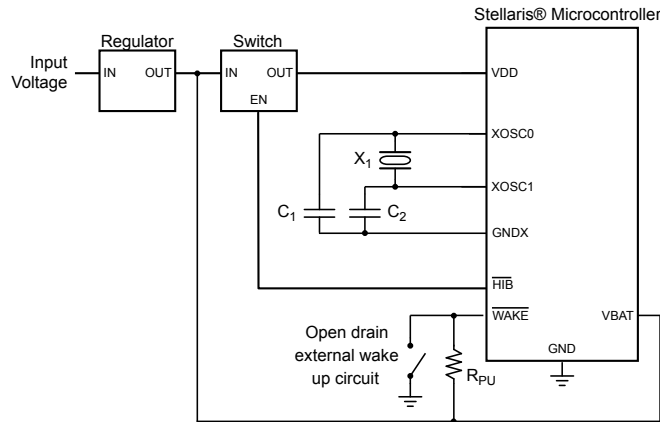 Stellaris® Microcontroller
Input
Voltage
Regulator
IN
OUT
Switch
IN
OUT
EN
VDD
XOSC0
X1
XOSC1
C1
C2
GNDX
HIB
WAKE
VBAT
Open drain
external wake
up circuit
RPU
GND